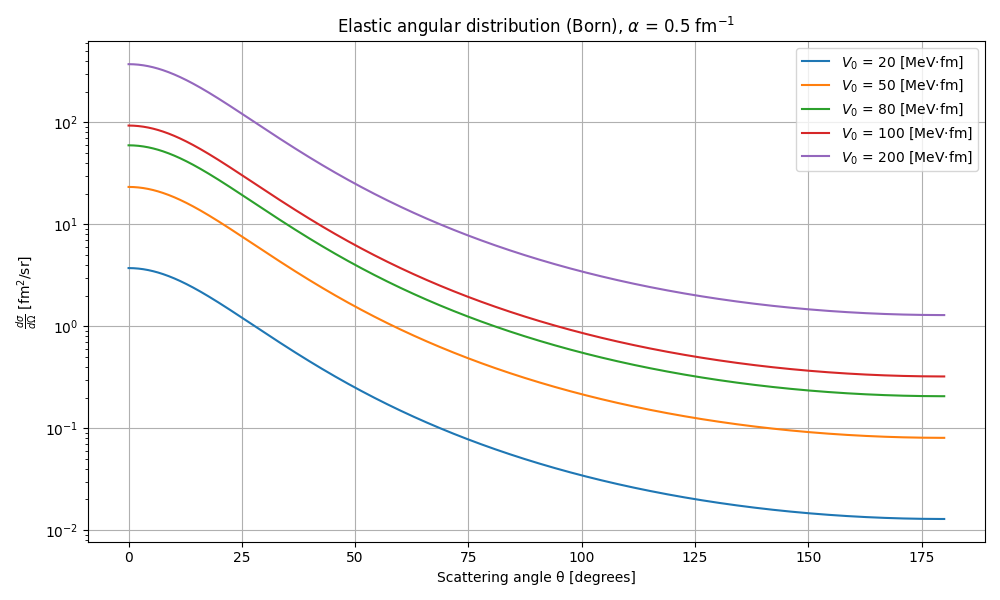 Elastic angular distribution (Born), α = 0.5 fm⁻¹
V₀ = 20 [MeV·fm]
V₀ = 50 [MeV·fm]
V₀ = 80 [MeV·fm]
V₀ = 100 [MeV·fm]
V₀ = 200 [MeV·fm]
dσ/dΩ [fm²/sr]
10²
10¹
10⁰
10⁻¹
10⁻²
0 25 50 75 100 125 150 175
Scattering angle θ [degrees]